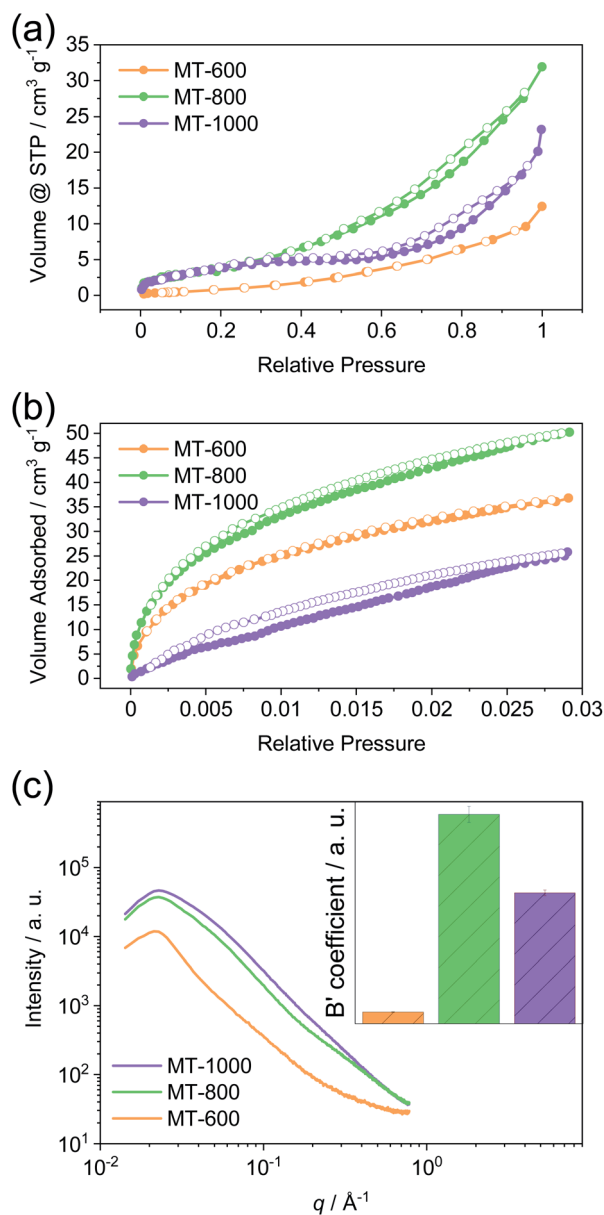 (a)
35
30
25
20
15
10
5
0
Volume @ STP / cm³ g⁻¹
MT-600
MT-800
MT-1000
0
0.2
0.4
0.6
0.8
1
Relative Pressure
(b)
50
45
40
35
30
25
20
15
10
5
0
Volume Adsorbed / cm³ g⁻¹
MT-600
MT-800
MT-1000
0
0.005
0.01
0.015
0.02
0.025
0.03
Relative Pressure
(c)
10⁵
10⁴
10³
10²
10¹
Intensity / a. u.
B' coefficient / a. u.
MT-1000
MT-800
MT-600
10⁻²
10⁻¹
10⁰
q / Å⁻¹